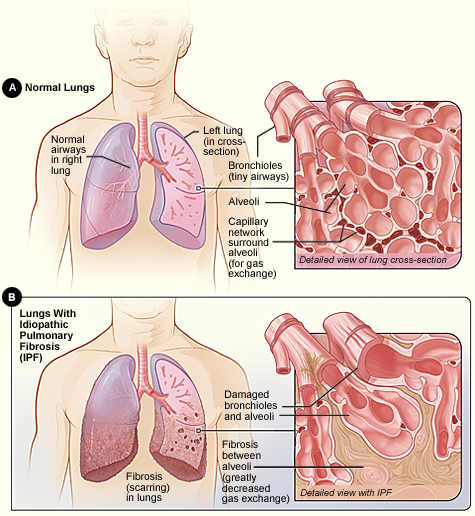 A Normal Lungs
Normal
airways
in right
lung
Left lung
(in cross-
section)
Bronchioles
(tiny airways)
Alveoli
Capillary
network
surround
alveoli
(for gas
exchange)
Detailed view of lung cross-section
B
Lungs With
Idiopathic
Pulmonary
Fibrosis
(IPF)
Damaged
bronchioles
and alveoli
Fibrosis
between
alveoli
(greatly
decreased
gas exchange)
Fibrosis
(scarring)
in lungs
Detailed view with IPF